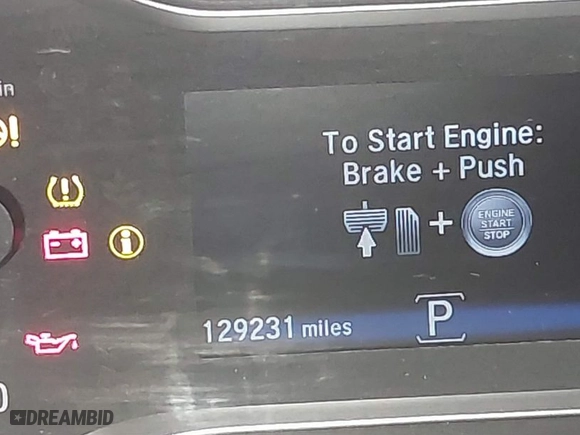 To Start Engine:
Brake + Push
+
ENGINE
START
STOP
129231 miles
P
DREAMBID